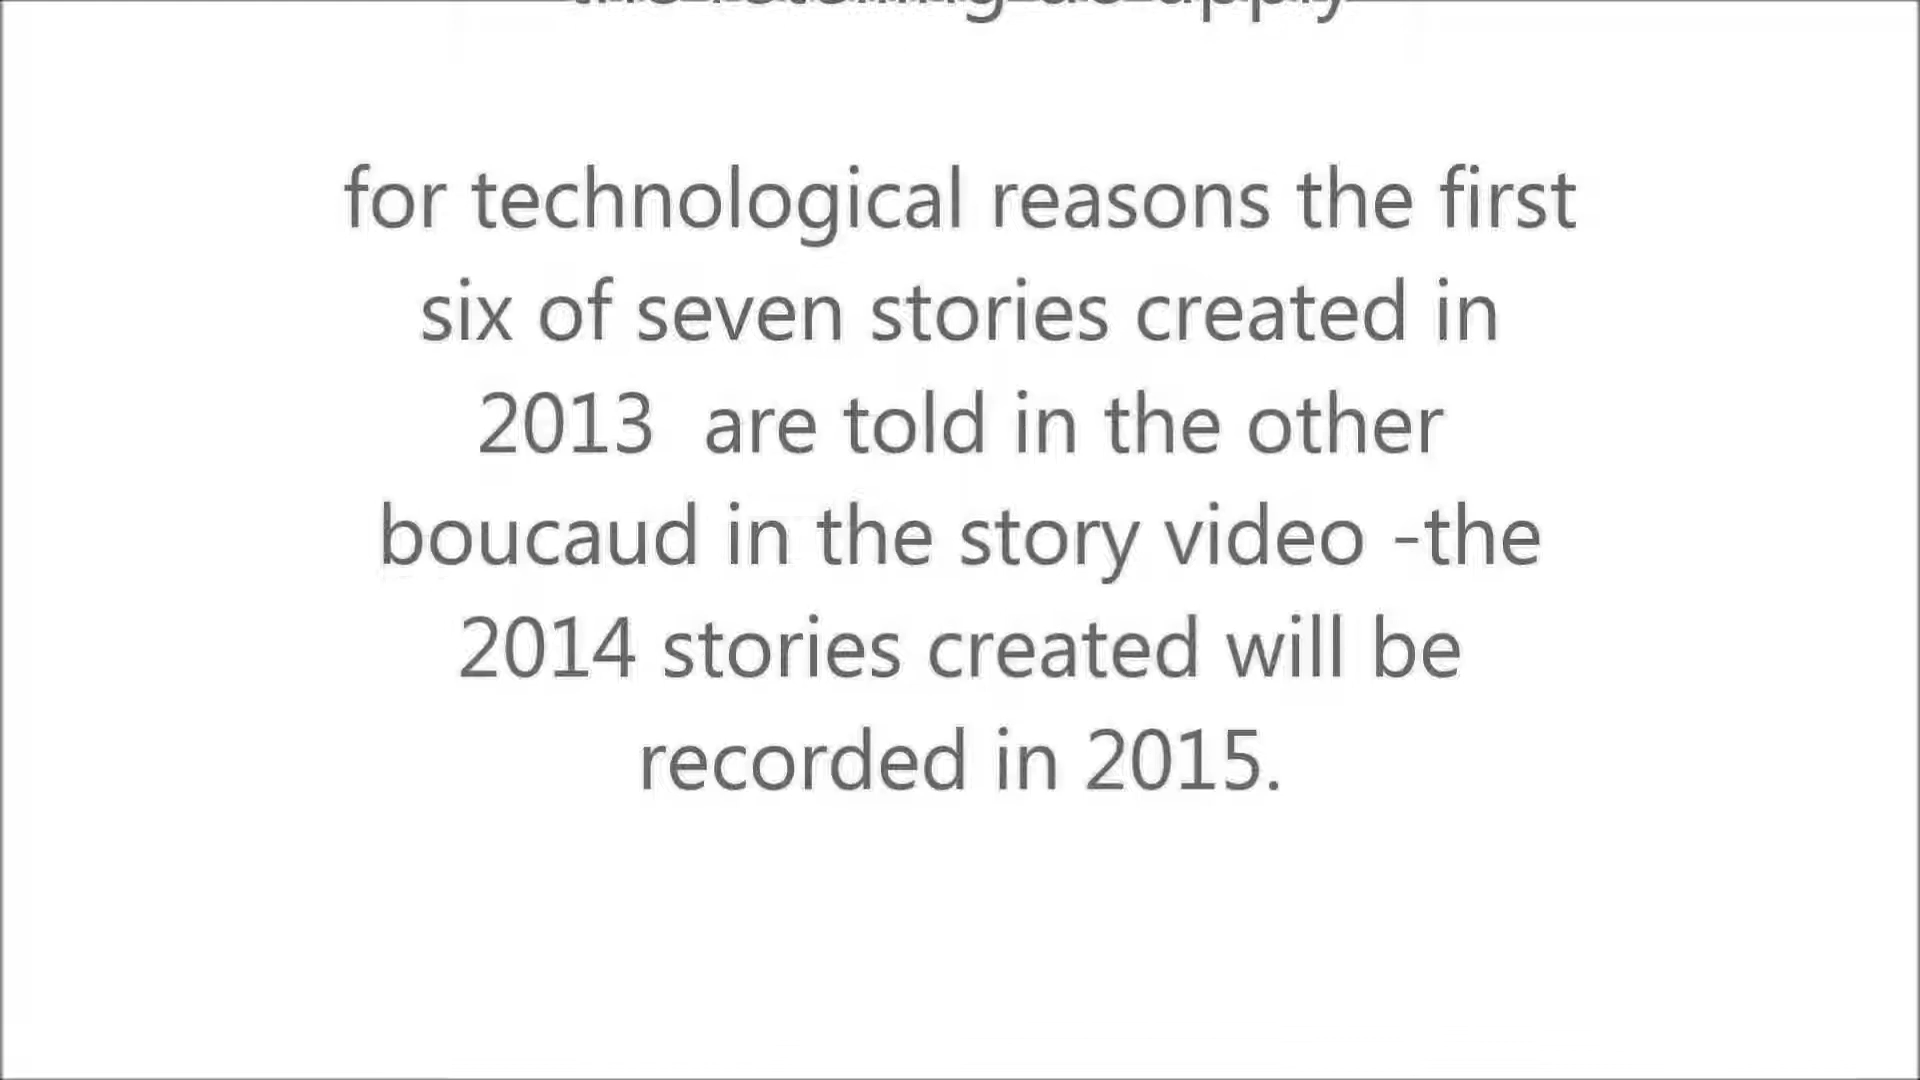 for technological reasons the first
six of seven stories created in
2013  are told in the other
boucaud in the story video -the
2014 stories created will be
recorded in 2015.